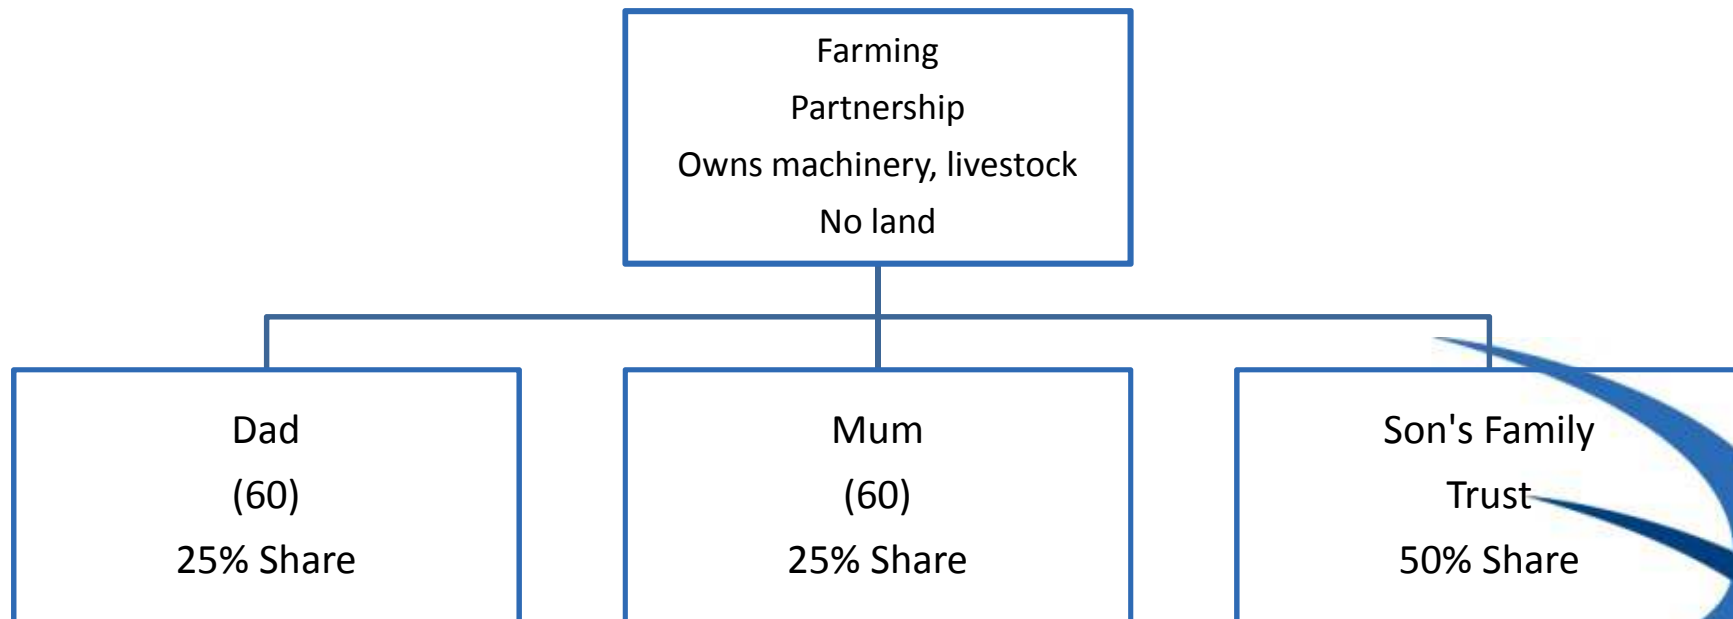 Farming
Partnership
Owns machinery, livestock
No land
Dad
(60)
25% Share
Mum
(60)
25% Share
Son's Family
Trust
50% Share